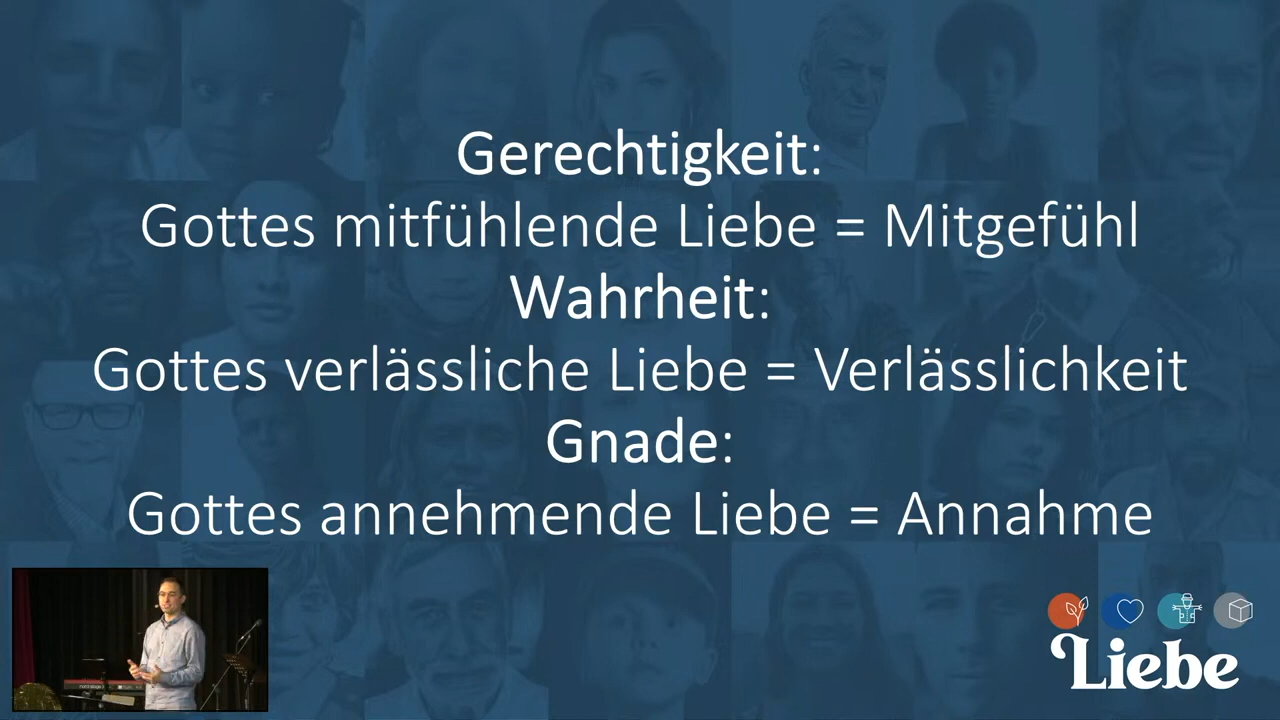 Gerechtigkeit:
Gottes mitfühlende Liebe = Mitgefühl
Wahrheit:
Gottes verlässliche Liebe = Verlässlichkeit
Gnade:
Gottes annehmende Liebe = Annahme
Liebe